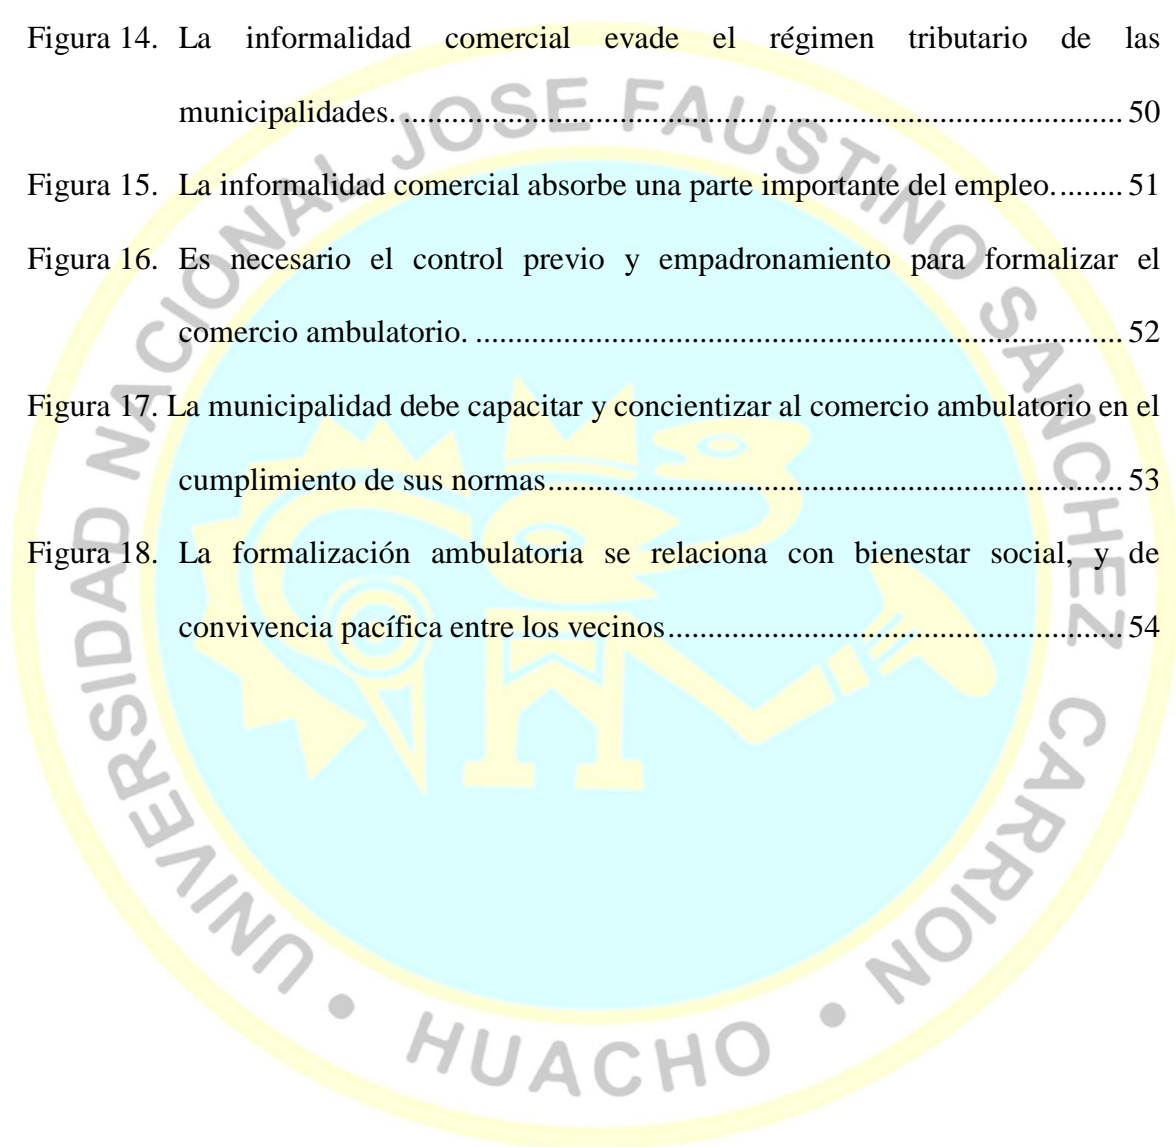 Figura 14. La informalidad comercial evade el régimen tributario de las
municipalidades. .......................................................................................... 50
Figura 15. La informalidad comercial absorbe una parte importante del empleo. ......... 51
Figura 16. Es necesario el control previo y empadronamiento para formalizar el
comercio ambulatorio. ................................................................................. 52
Figura 17. La municipalidad debe capacitar y concientizar al comercio ambulatorio en el
cumplimiento de sus normas........................................................................ 53
Figura 18. La formalización ambulatoria se relaciona con bienestar social, y de
convivencia pacífica entre los vecinos......................................................... 54
UNIVERSIDAD NACIONAL JOSE FAUSTINO SANCHEZ CARRION • HUACHO •